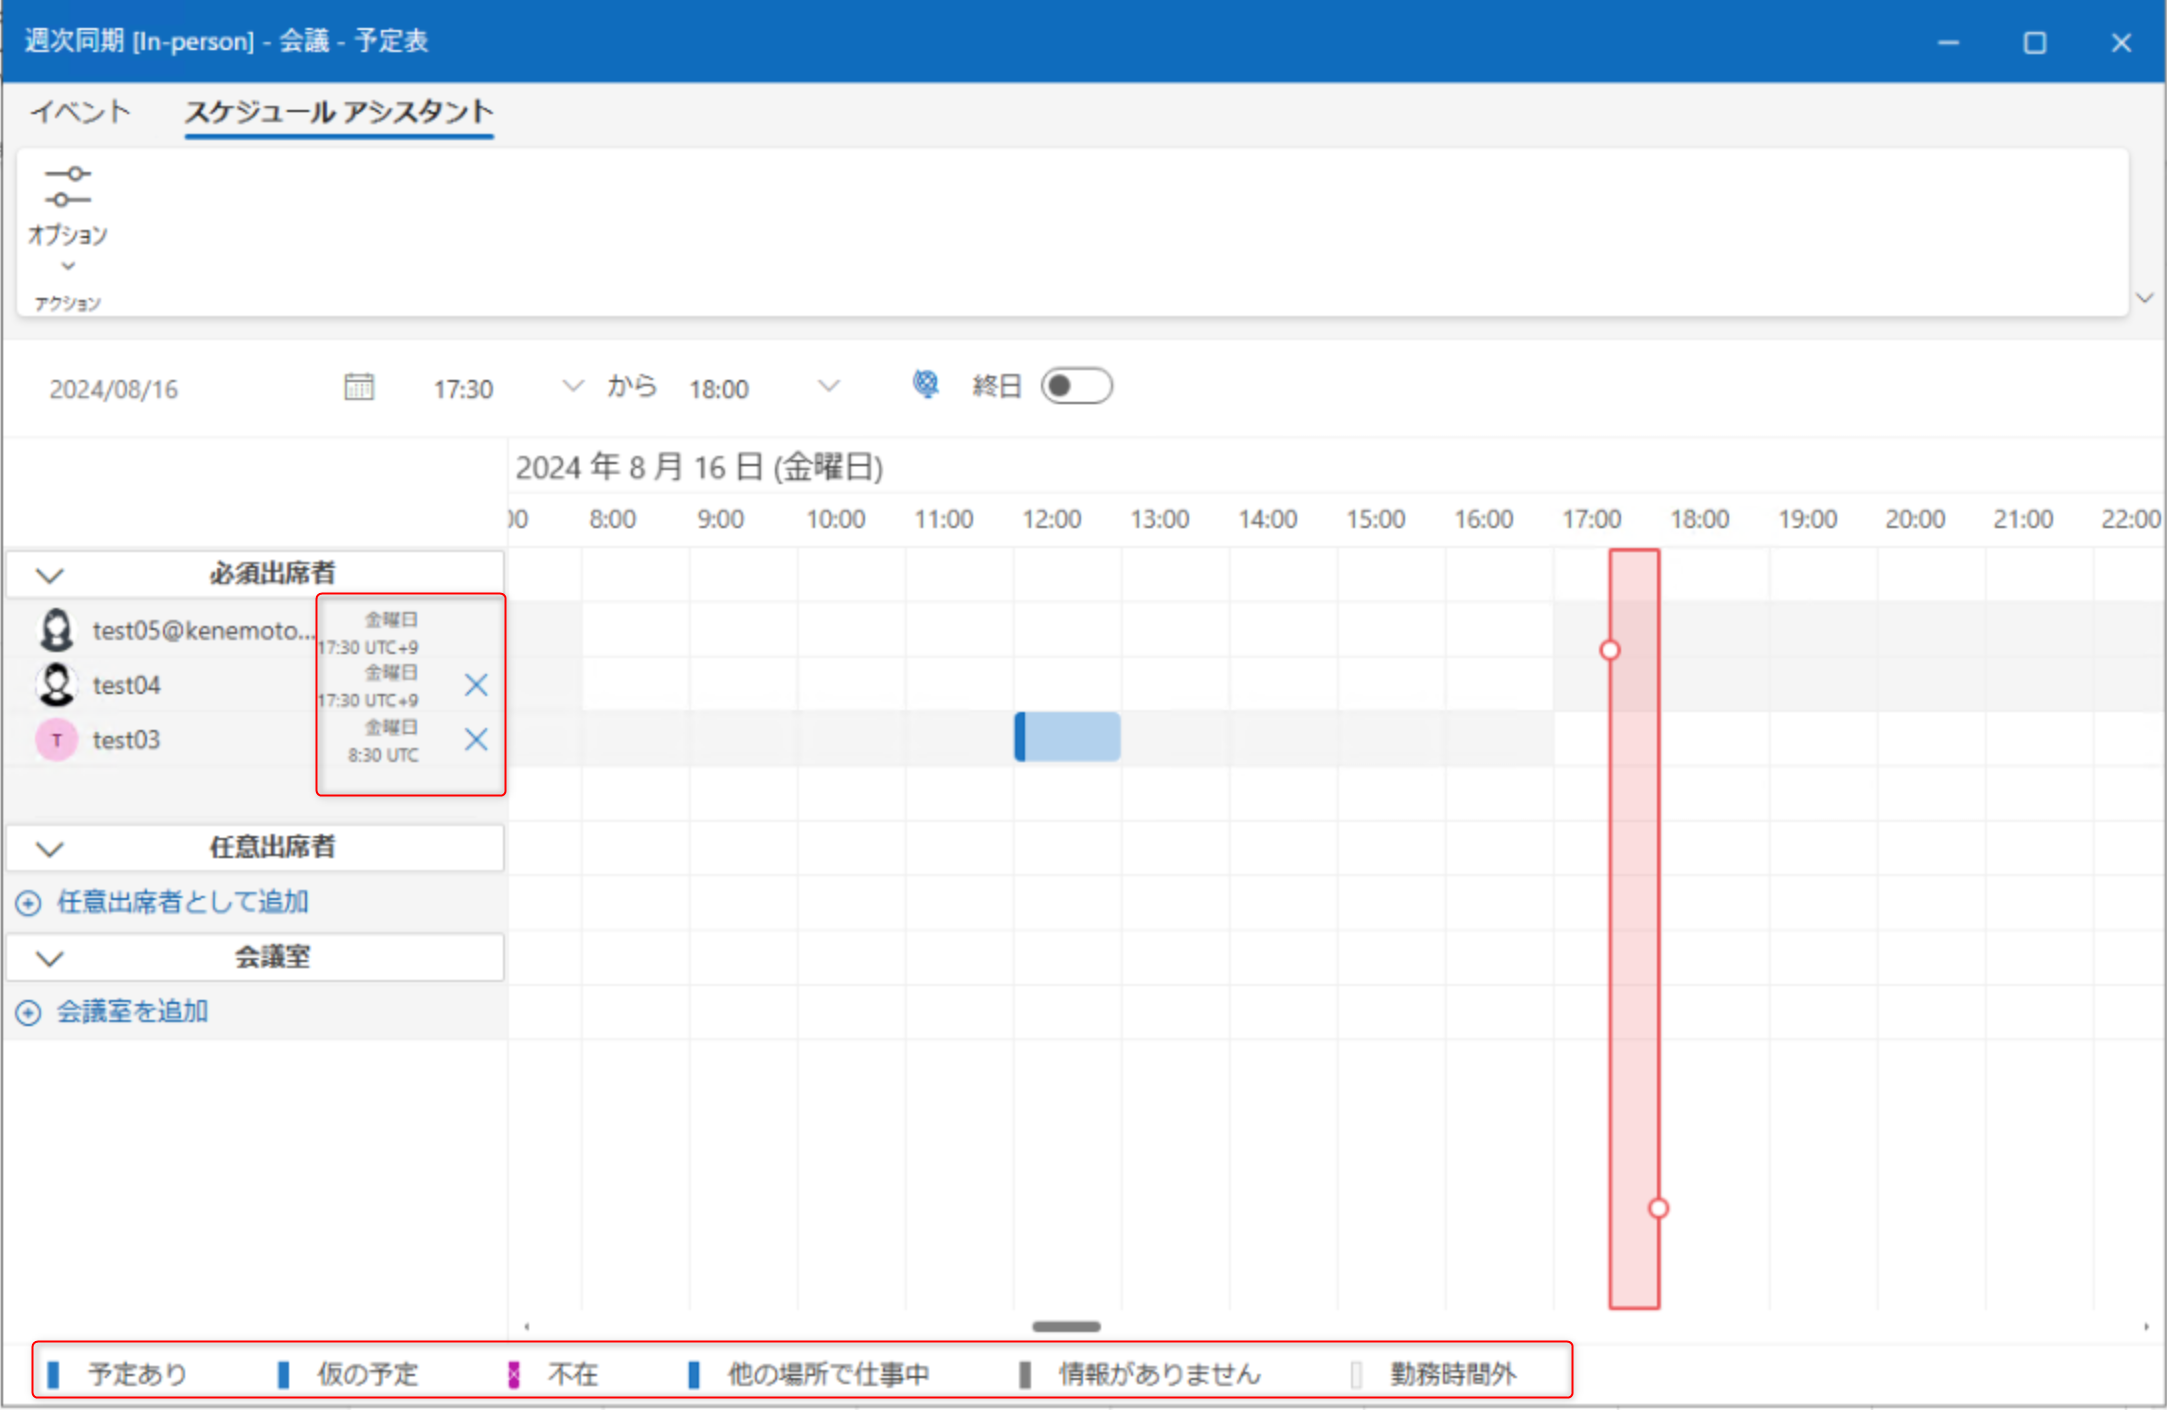 週次同期 [In-person] - 会議 - 予定表
イベント スケジュール アシスタント
オプション
アクション
2024/08/16 17:30 から 18:00 終日
2024 年 8 月 16 日 (金曜日)
00 8:00 9:00 10:00 11:00 12:00 13:00 14:00 15:00 16:00 17:00 18:00 19:00 20:00 21:00 22:00
必須出席者
test05@kenemoto... 金曜日
17:30 UTC+9
test04 金曜日
17:30 UTC+9
T test03 金曜日
8:30 UTC
任意出席者
任意出席者として追加
会議室
会議室を追加
予定あり 仮の予定 不在 他の場所で仕事中 情報がありません 勤務時間外